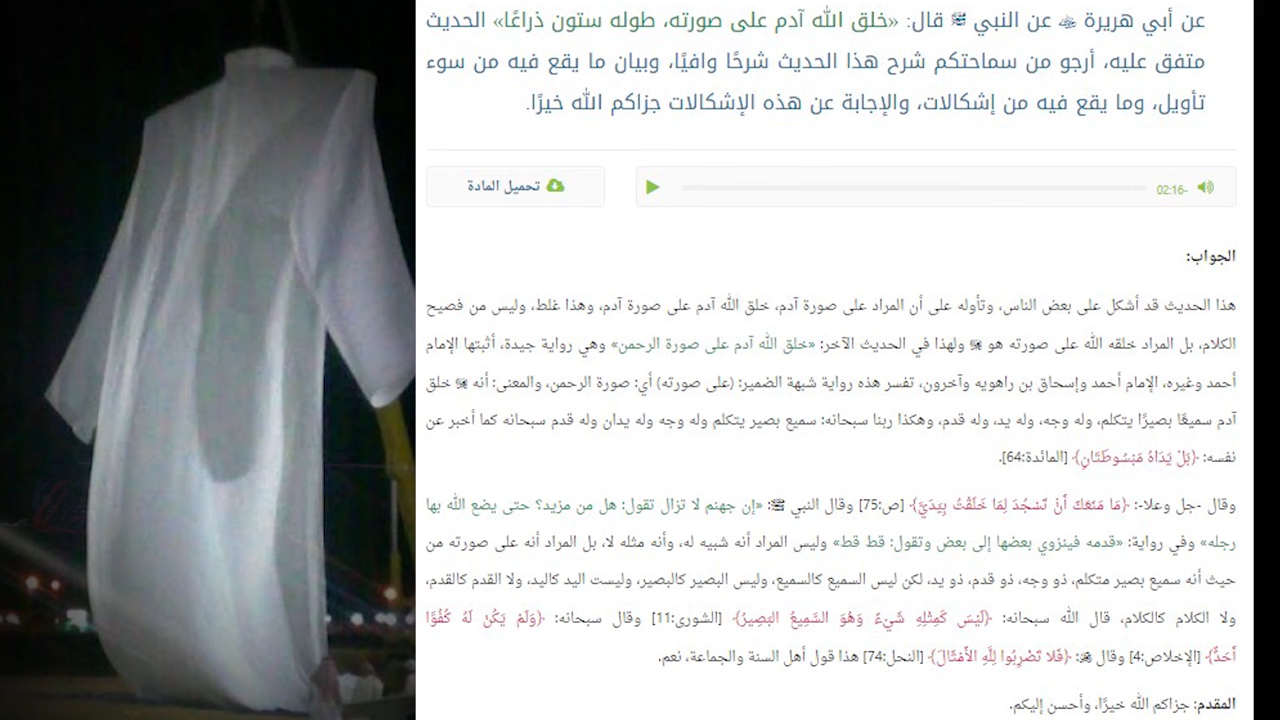 عن أبي هريرة ﷺ عن النبي ﷺ قال: «خلق الله آدم على صورته، طوله ستون ذراعًا» الحديث
متفق عليه، أرجو من سماحتكم شرح هذا الحديث شرحًا وافيًا، وبيان ما يقع فيه من سوء
تأويل، وما يقع فيه من إشكالات، والإجابة عن هذه الإشكالات جزاكم الله خيرًا.
تحميل المادة
02:16-
الجواب:
هذا الحديث قد أشكل على بعض الناس، وتأوله على أن المراد على صورة آدم، خلق الله آدم على صورة آدم، وهذا غلط، وليس من فصيح
الكلام، بل المراد خلقه الله على صورته هو ولهذا في الحديث الآخر: «خلق الله آدم على صورة الرحمن» وهي رواية جيدة، أثبتها الإمام
أحمد وغيره، الإمام أحمد وإسحاق بن راهويه وآخرون، تفسر هذه رواية شبهة الضمير: (على صورته) أي: صورة الرحمن، والمعنى: أنه خلق
آدم سميعًا بصيرًا يتكلم، وله وجه، وله يد، وله قدم، وهكذا ربنا سبحانه: سميع بصير يتكلم وله وجه وله يدان وله قدم سبحانه كما أخبر عن
نفسه: ﴿بَلْ يَدَاهُ مَبْسُوطَتَانِ﴾ [المائدة:64].
وقال -جل وعلا-: ﴿مَا مَنَعَكَ أَنْ تَسْجُدَ لِمَا خَلَقْتُ بِيَدَيَّ﴾ [ص:75] وقال النبي ﷺ: «إن جهنم لا تزال تقول: هل من مزيد؟ حتى يضع الله بها
رجله» وفي رواية: «قدمه فينزوي بعضها إلى بعض وتقول: قط قط» وليس المراد أنه شبيه له، وأنه مثله لا، بل المراد أنه على صورته من
حيث أنه سميع بصير متكلم، ذو وجه، ذو قدم، ذو يد، لكن ليس السميع كالسميع، وليس البصير كالبصير، وليست اليد كاليد، ولا القدم كالقدم،
ولا الكلام كالكلام، قال الله سبحانه: ﴿لَيْسَ كَمِثْلِهِ شَيْءٌ وَهُوَ السَّمِيعُ البَصِيرُ﴾ [الشورى:11] وقال سبحانه: ﴿وَلَمْ يَكُنْ لَهُ كُفُوًا
أَحَدٌ﴾ [الإخلاص:4] وقال : ﴿فَلا تَضْرِبُوا لِلَّهِ الأَمْثَالَ﴾ [النحل:74] هذا قول أهل السنة والجماعة، نعم.
المقدم: جزاكم الله خيرًا، وأحسن إليكم.